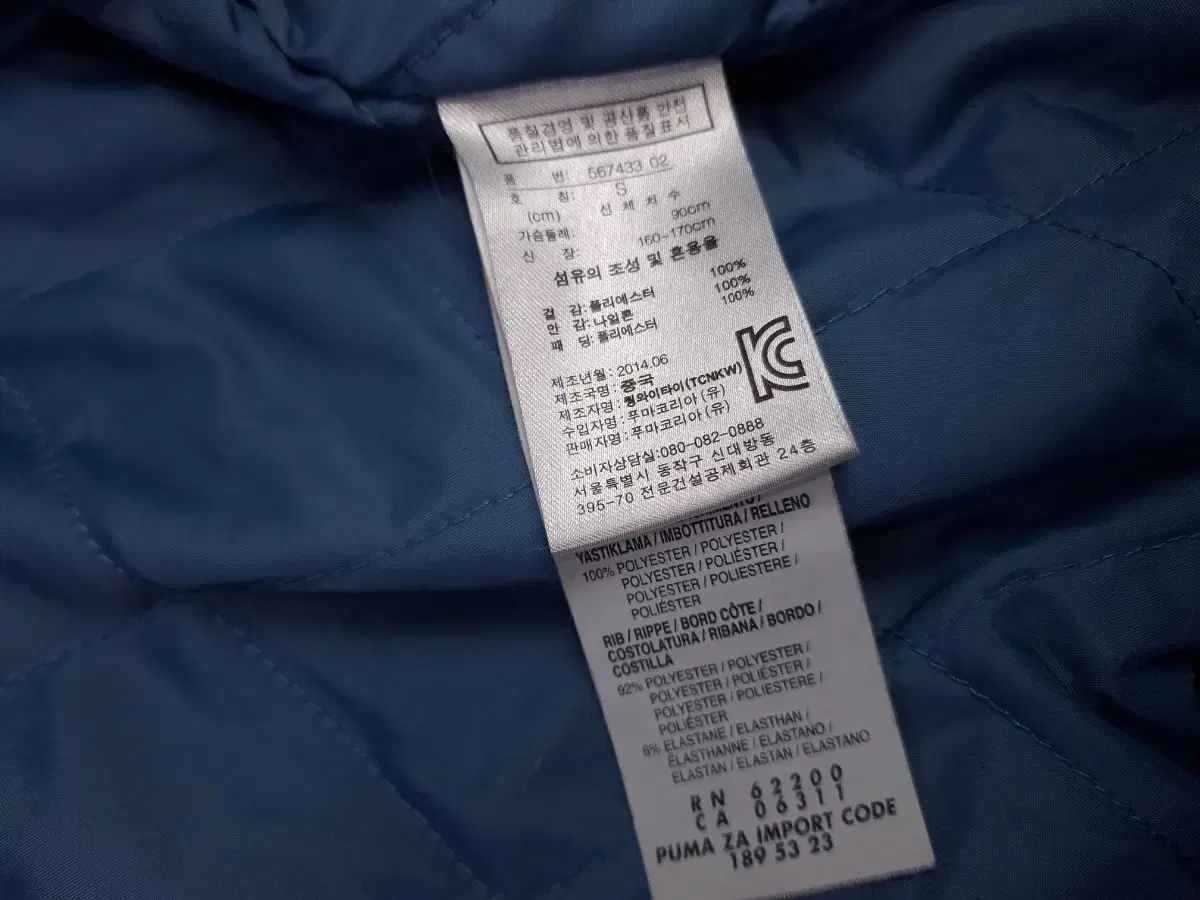 품질경영 및 공산품 안전
관리법에 의한 품질표시
품 번: 567433 02
호 칭: S
(cm) 신 체 치 수
가슴둘레: 90cm
신 장: 160-170cm
섬유의 조성 및 혼용율
겉 감: 폴리에스터 100%
안 감: 나일론 100%
패 딩: 폴리에스터 100%
제조년월: 2014.06
제조국명: 중국
제조자명: 청와이타이(TCNKW)
수입자명: 푸마코리아 (유)
판매자명: 푸마코리아 (유)
소비자상담실:080-082-0888
서울특별시 동작구 신대방동
395-70 전문건설공제회관 24층
YASTIKLAMA / IMBOTTITURA / RELLENO
100% POLYESTER / POLYESTER /
POLYESTER / POLIÉSTER /
POLYESTER / POLIESTERE /
POLIÉSTER
RIB / RIPPE / BORD CÔTE /
COSTOLATURA / RIBANA / BORDO /
COSTILLA
92% POLYESTER / POLYESTER /
POLYESTER / POLIÉSTER /
POLYESTER / POLIESTERE /
POLIÉSTER
8% ELASTANE / ELASTHAN /
ÉLASTHANNE / ELASTANO /
ELASTAN / ELASTAN / ELASTANO
RN 62200
CA 06311
PUMA ZA IMPORT CODE
189 53 23